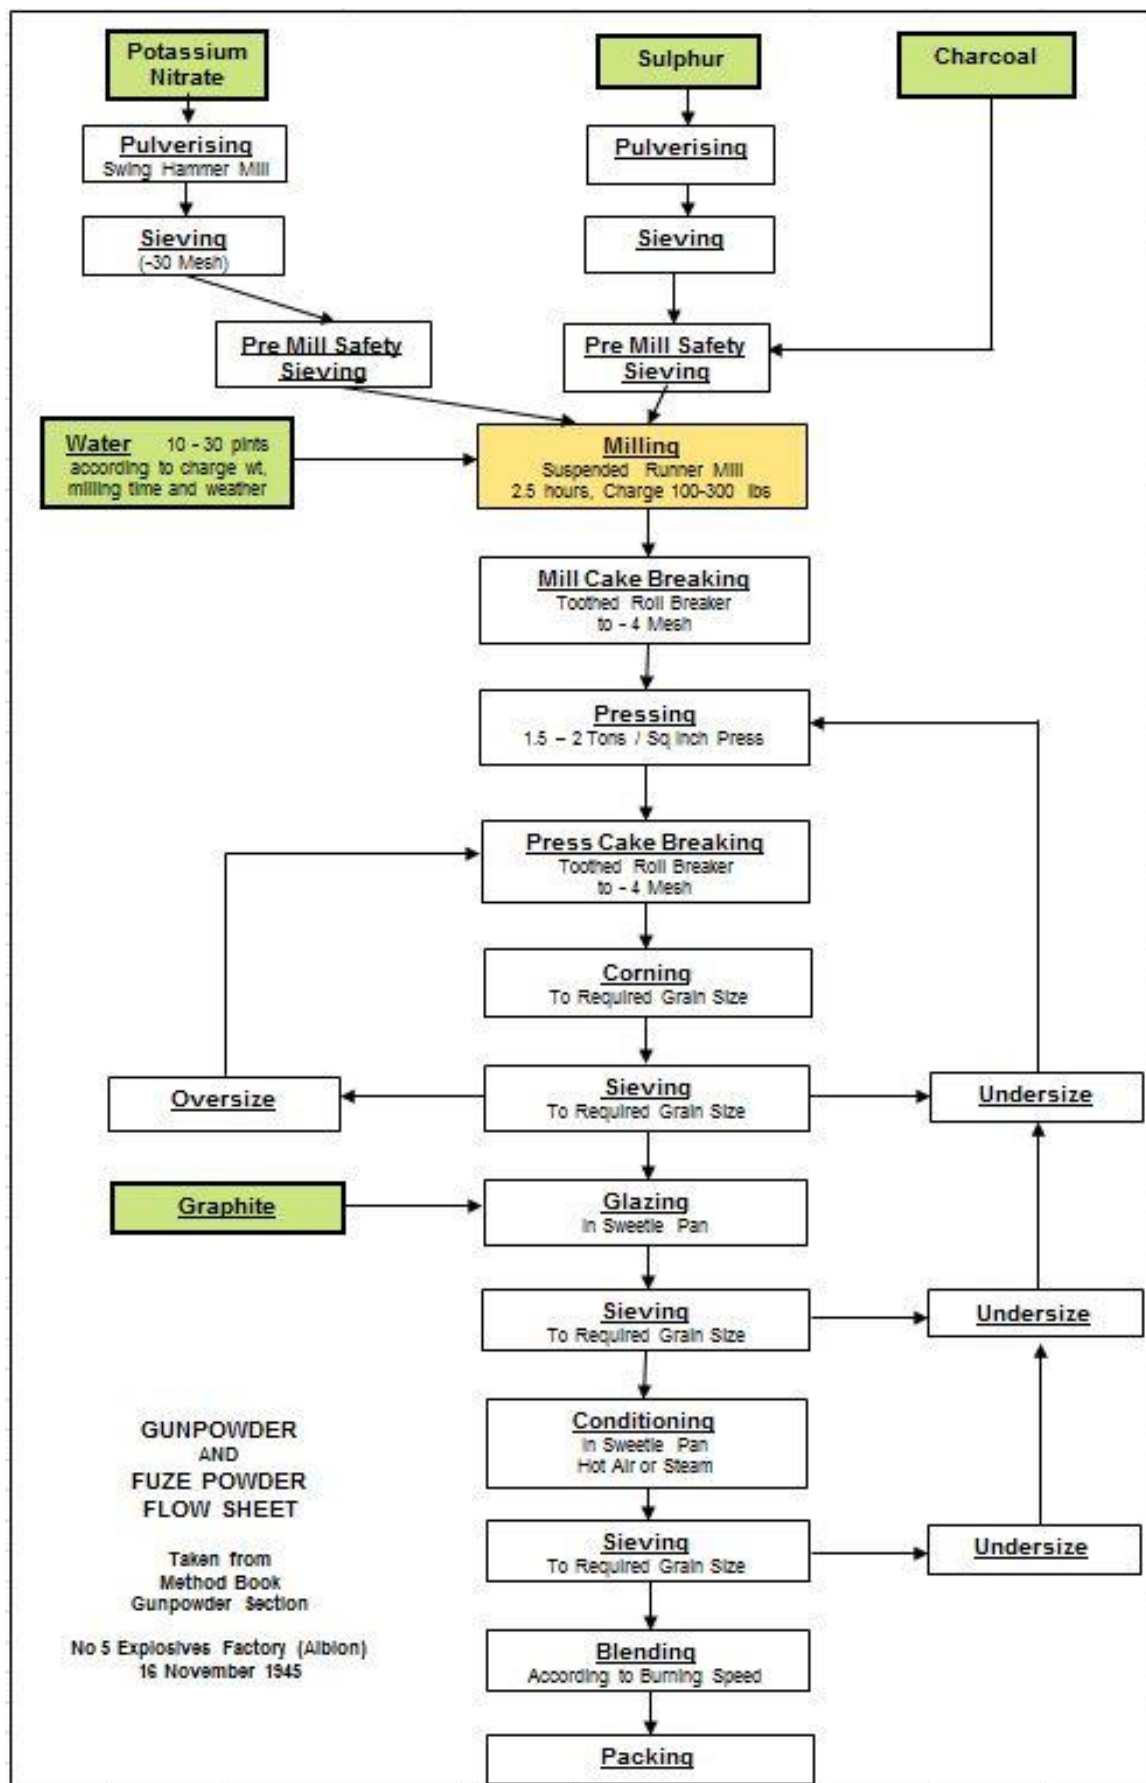 Potassium
Nitrate
Sulphur
Charcoal
Pulverising
Swing Hammer Mill
Pulverising
Sieving
(-30 Mesh)
Sieving
Pre Mill Safety
Sieving
Pre Mill Safety
Sieving
Water 10 - 30 pints
according to charge wt,
milling time and weather
Milling
Suspended Runner Mill
2.5 hours, Charge 100-300 lbs
Mill Cake Breaking
Toothed Roll Breaker
to - 4 Mesh
Pressing
1.5 – 2 Tons / Sq Inch Press
Press Cake Breaking
Toothed Roll Breaker
to - 4 Mesh
Corning
To Required Grain Size
Oversize
Sieving
To Required Grain Size
Undersize
Graphite
Glazing
In Sweetie Pan
Sieving
To Required Grain Size
Undersize
Conditioning
In Sweetie Pan
Hot Air or Steam
Sieving
To Required Grain Size
Undersize
Blending
According to Burning Speed
Packing
GUNPOWDER
AND
FUZE POWDER
FLOW SHEET
Taken from
Method Book
Gunpowder Section
No 5 Explosives Factory (Albion)
16 November 1945